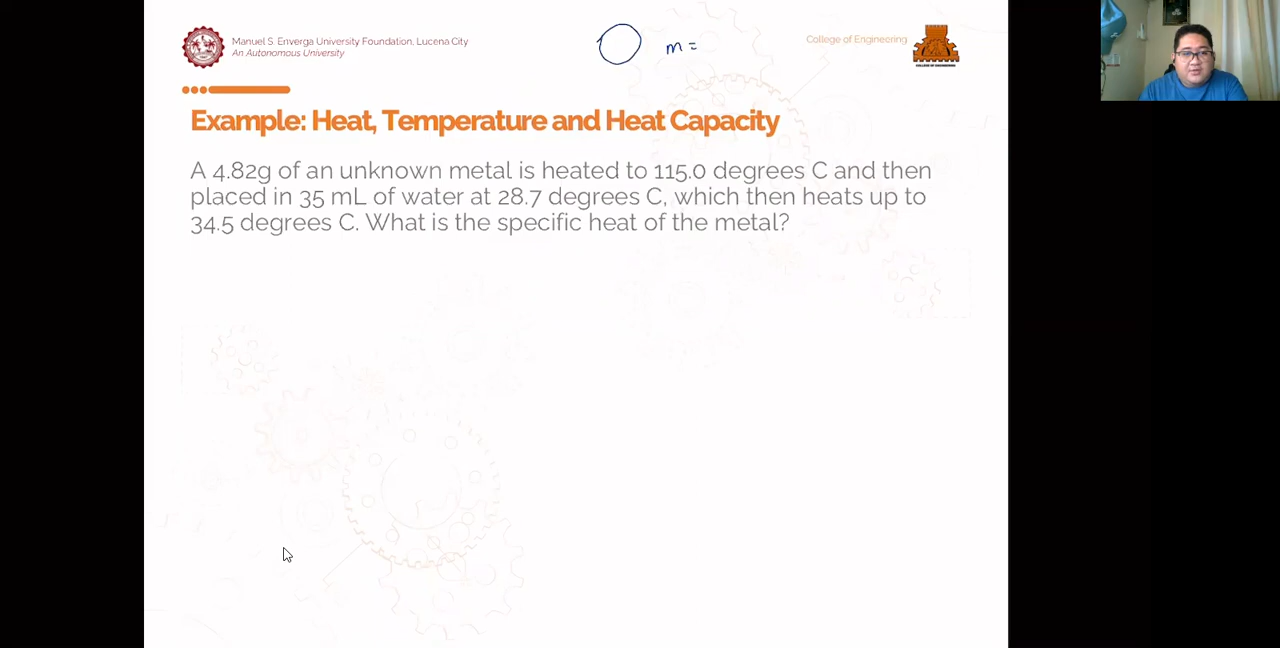 Manuel S. Enverga University Foundation, Lucena City
An Autonomous University
m =
College of Engineering
COLLEGE OF ENGINEERING
Example: Heat, Temperature and Heat Capacity
A 4.82g of an unknown metal is heated to 115.0 degrees C and then
placed in 35 mL of water at 28.7 degrees C, which then heats up to
34.5 degrees C. What is the specific heat of the metal?